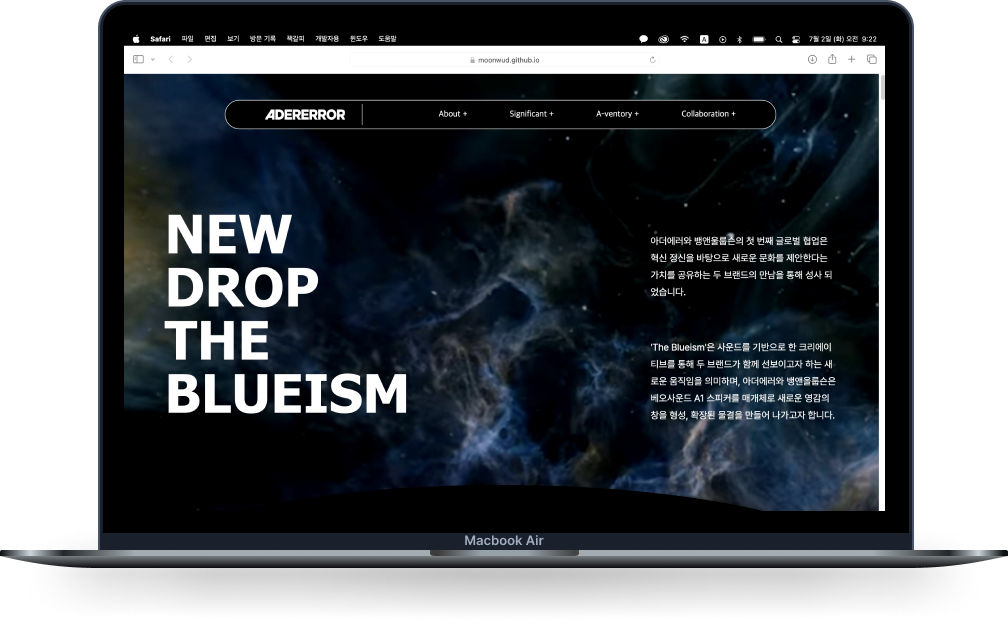 Safari 파일 편집 보기 방문 기록 책갈피 개발자용 윈도우 도움말 A 7월 2일 (화) 오전 9:22
moonwud.github.io
ADERERROR About + Significant + A-ventory + Collaboration +
NEW
DROP
THE
BLUEISM
아더에러와 뱅앤울룹슨의 첫 번째 글로벌 협업은
혁신 정신을 바탕으로 새로운 문화를 제안한다는
가치를 공유하는 두 브랜드의 만남을 통해 성사 되
었습니다.
'The Blueism'은 사운드를 기반으로 한 크리에이
티브를 통해 두 브랜드가 함께 선보이고자 하는 새
로운 움직임을 의미하며, 아더에러와 뱅앤울룹슨은
베오사운드 A1 스피커를 매개체로 새로운 영감의
창을 형성, 확장된 물결을 만들어 나가고자 합니다.
Macbook Air